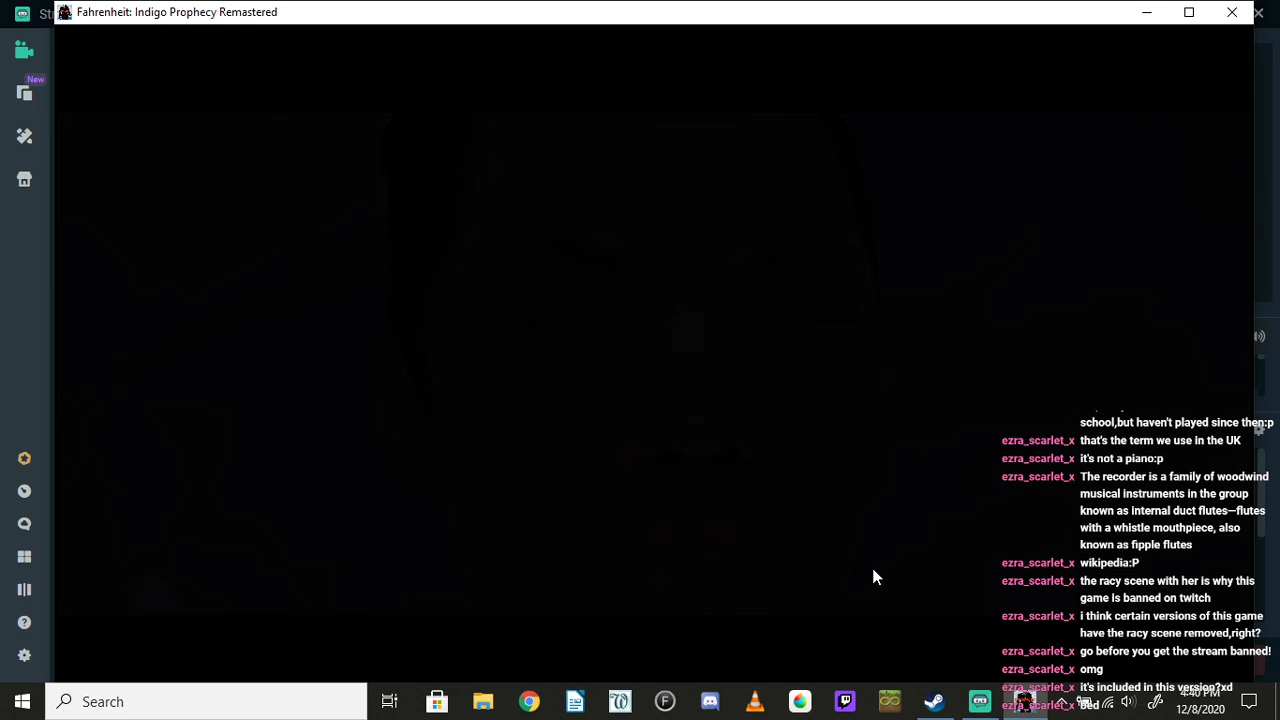 Fahrenheit: Indigo Prophecy Remastered
New
school,but haven't played since then:p
ezra_scarlet_x that's the term we use in the UK
ezra_scarlet_x it's not a piano:p
ezra_scarlet_x The recorder is a family of woodwind
musical instruments in the group
known as internal duct flutes—flutes
with a whistle mouthpiece, also
known as fipple flutes
ezra_scarlet_x wikipedia:P
ezra_scarlet_x the racy scene with her is why this
game is banned on twitch
ezra_scarlet_x i think certain versions of this game
have the racy scene removed,right?
ezra_scarlet_x go before you get the stream banned!
ezra_scarlet_x omg
ezra_scarlet_x it's included in this version?xd
ezra_scarlet_x
Search
4:40 PM
12/8/2020